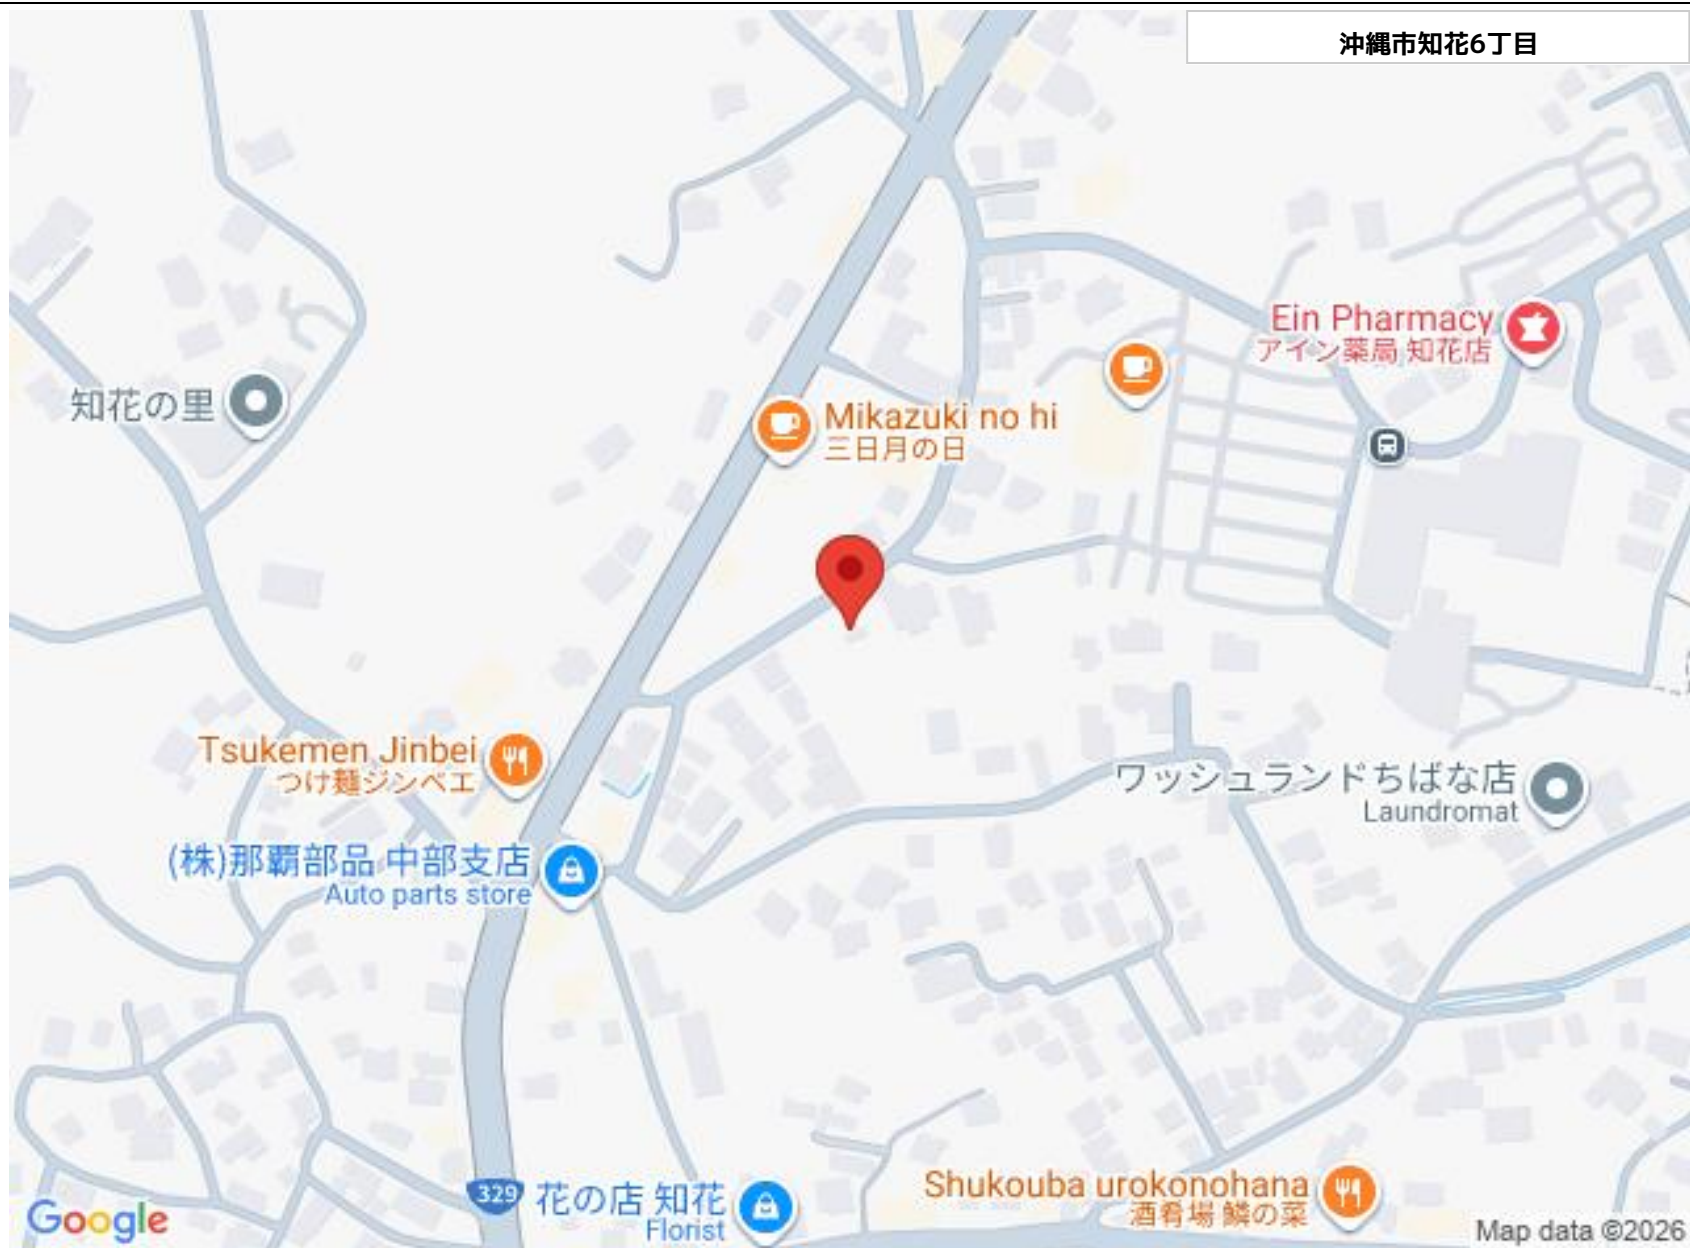 沖縄市知花6丁目
Ein Pharmacy
アイン薬局 知花店
知花の里
Mikazuki no hi
三日月の日
Tsukemen Jinbei
つけ麺ジンベエ
ワッシュランドちばな店
Laundromat
(株)那覇部品 中部支店
Auto parts store
329
花の店 知花
Florist
Shukouba urokonohana
酒肴場 鱗の菜
Google
Map data ©2026